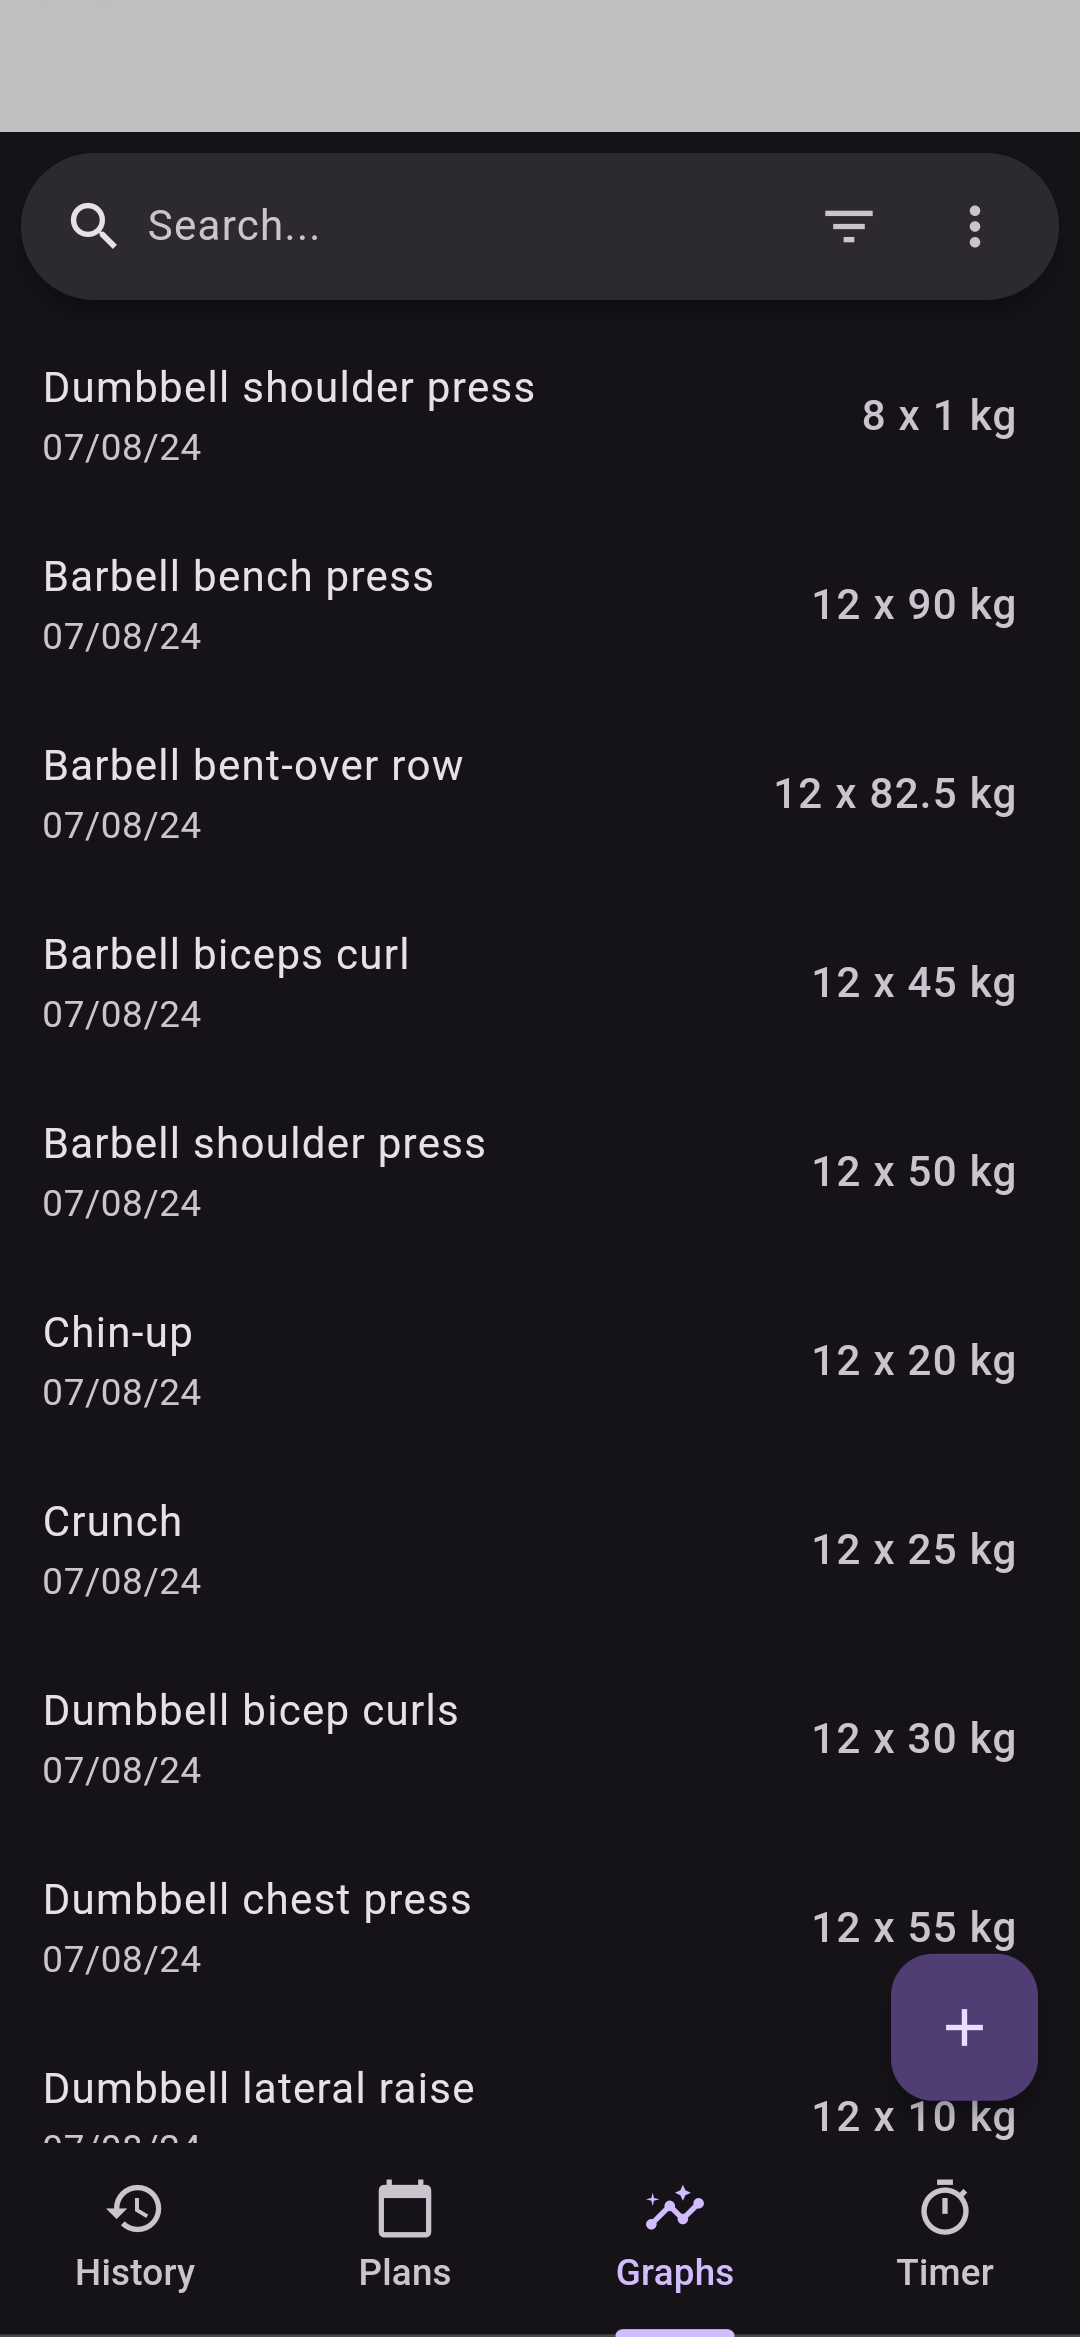 Search...
Dumbbell shoulder press
07/08/24
8 x 1 kg
Barbell bench press
07/08/24
12 x 90 kg
Barbell bent-over row
07/08/24
12 x 82.5 kg
Barbell biceps curl
07/08/24
12 x 45 kg
Barbell shoulder press
07/08/24
12 x 50 kg
Chin-up
07/08/24
12 x 20 kg
Crunch
07/08/24
12 x 25 kg
Dumbbell bicep curls
07/08/24
12 x 30 kg
Dumbbell chest press
07/08/24
12 x 55 kg
Dumbbell lateral raise
12 x 10 kg
History
Plans
Graphs
Timer